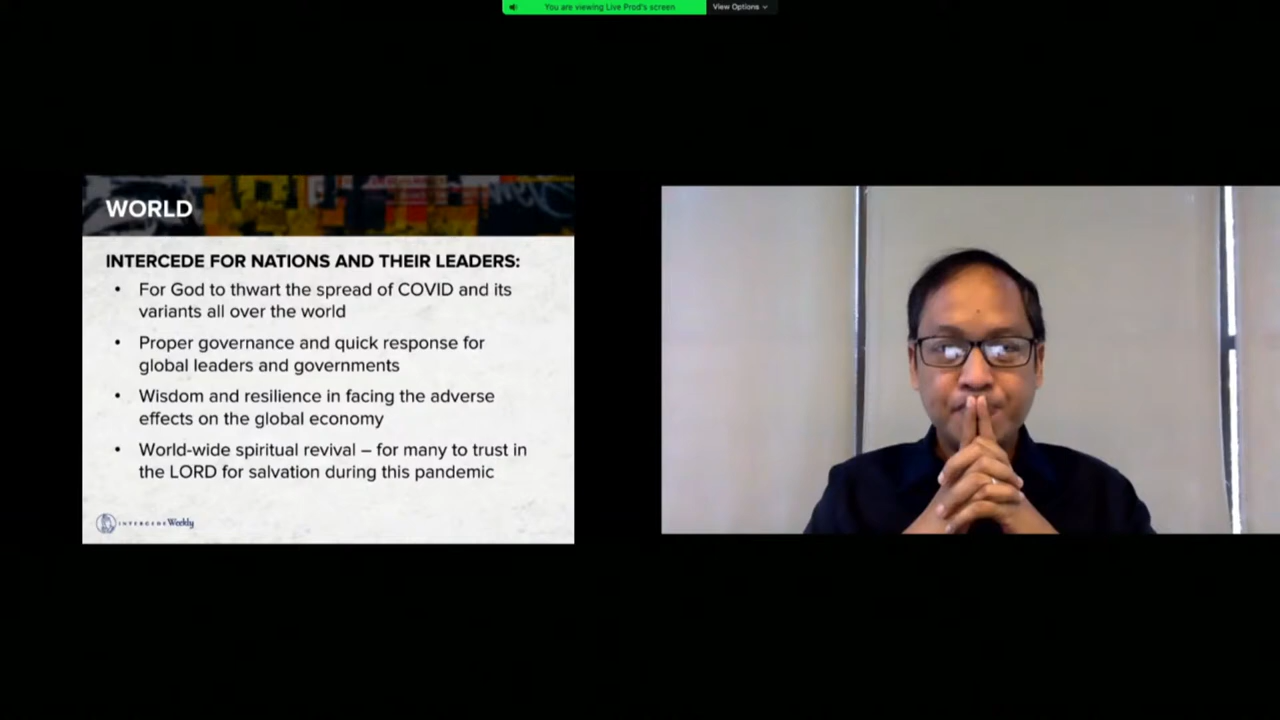 You are viewing Live Prod's screen
View Options
WORLD
INTERCEDE FOR NATIONS AND THEIR LEADERS:
• For God to thwart the spread of COVID and its
variants all over the world
• Proper governance and quick response for
global leaders and governments
• Wisdom and resilience in facing the adverse
effects on the global economy
• World-wide spiritual revival – for many to trust in
the LORD for salvation during this pandemic
INTERCEDE Weekly